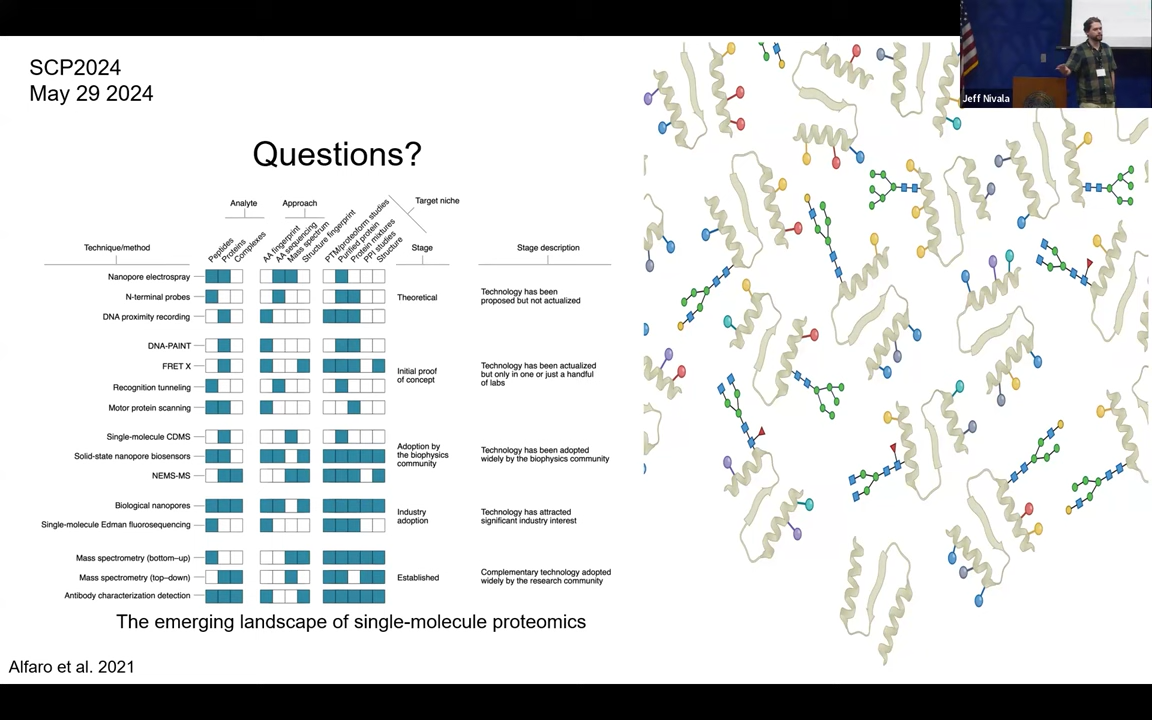 SCP2024
May 29 2024
Jeff Nivala
Questions?
Analyte
Approach
Target niche
Technique/method
Peptides
Proteins
Complexes
AA fingerprint
AA sequencing
Mass spectrum
Structure fingerprint
PTM/proteoform studies
Purified protein
Protein mixtures
PPI studies
Structure
Stage
Stage description
Nanopore electrospray
N-terminal probes
DNA proximity recording
Theoretical
Technology has been
proposed but not actualized
DNA-PAINT
FRET X
Recognition tunneling
Motor protein scanning
Initial proof
of concept
Technology has been actualized
but only in one or just a handful
of labs
Single-molecule CDMS
Solid-state nanopore biosensors
NEMS-MS
Adoption by
the biophysics
community
Technology has been adopted
widely by the biophysics community
Biological nanopores
Single-molecule Edman fluorosequencing
Industry
adoption
Technology has attracted
significant industry interest
Mass spectrometry (bottom–up)
Mass spectrometry (top–down)
Antibody characterization detection
Established
Complementary technology adopted
widely by the research community
The emerging landscape of single-molecule proteomics
Alfaro et al. 2021